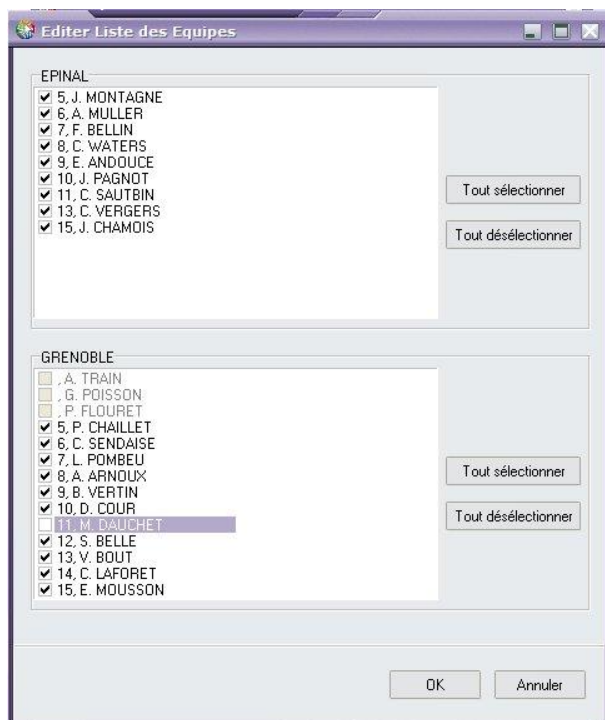 Editer Liste des Equipes
EPINAL
5, J. MONTAGNE
6, A. MULLER
7, F. BELLIN
8, C. WATERS
9, E. ANDOUCE
10, J. PAGNOT
11, C. SAUTBIN
13, C. VERGERS
15, J. CHAMOIS
Tout sélectionner
Tout désélectionner
GRENOBLE
, A. TRAIN
, G. POISSON
, P. FLOURET
5, P. CHAILLET
6, C. SENDAISE
7, L. POMBEU
8, A. ARNOUX
9, B. VERTIN
10, D. COUR
11, M. DAUCHET
12, S. BELLE
13, V. BOUT
14, C. LAFORET
15, E. MOUSSON
Tout sélectionner
Tout désélectionner
OK
Annuler